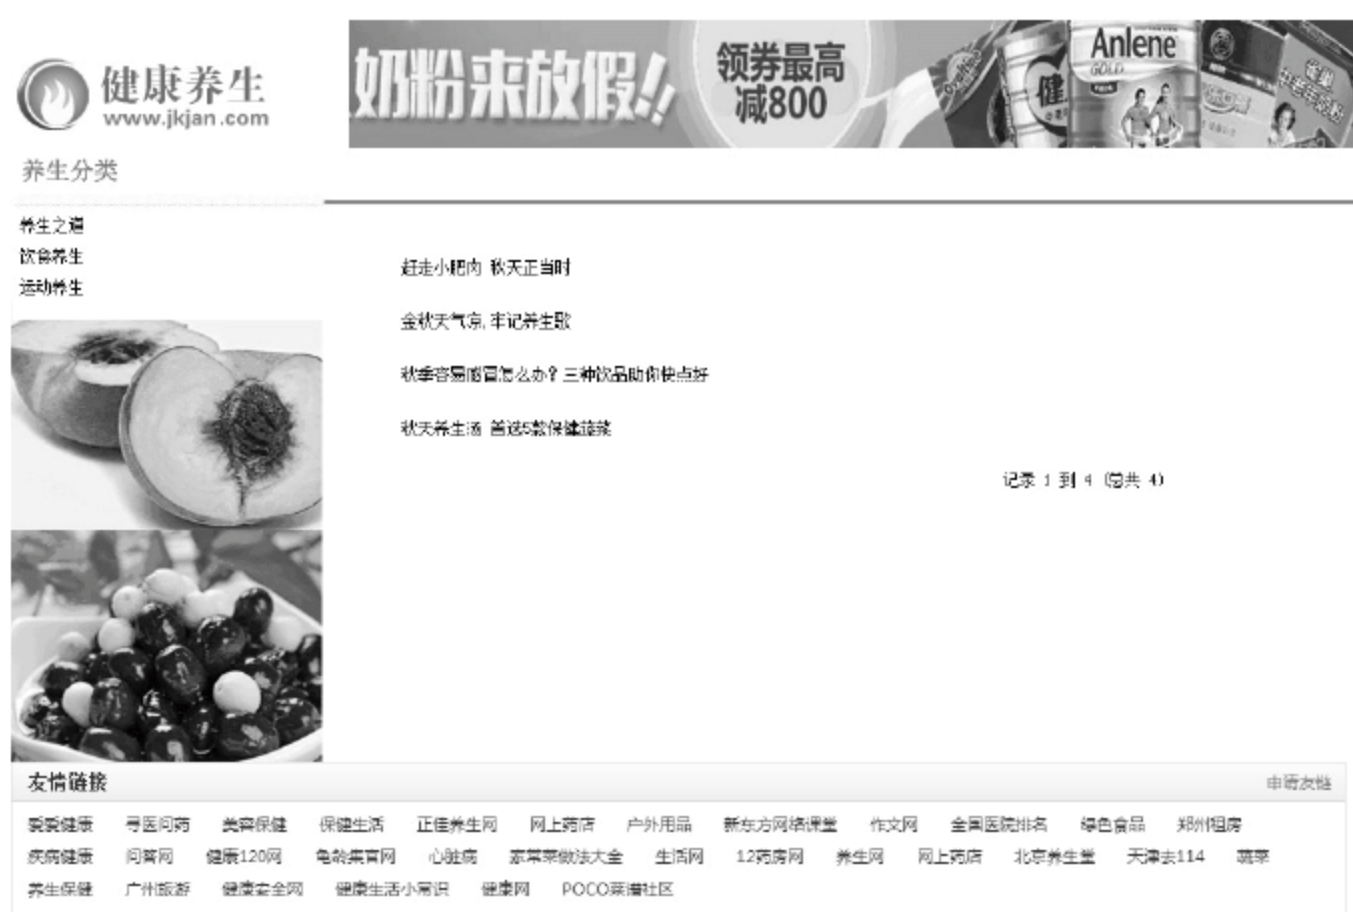 健康养生
www.jkjan.com
奶粉来放假!!
领券最高
减800
Anlene
GOLD
健
养生分类
养生之道
饮食养生
运动养生
赶走小肥肉 秋天正当时
金秋天气凉,牢记养生歌
秋季容易感冒怎么办?三种饮品助你快点好
秋天养生汤 首选5款保健蔬菜
记录 1 到 4 (总共 4)
友情链接 申请友链
爱爱健康 寻医问药 美容保健 保健生活 正佳养生网 网上药店 户外用品 新东方网络课堂 作文网 全国医院排名 绿色食品 郑州租房
疾病健康 问答网 健康120网 龟龄集官网 心脏病 家常菜做法大全 生活网 12药房网 养生网 网上药店 北京养生堂 天津去114 蔬菜
养生保健 广州旅游 健康安全网 健康生活小常识 健康网 POCO菜谱社区